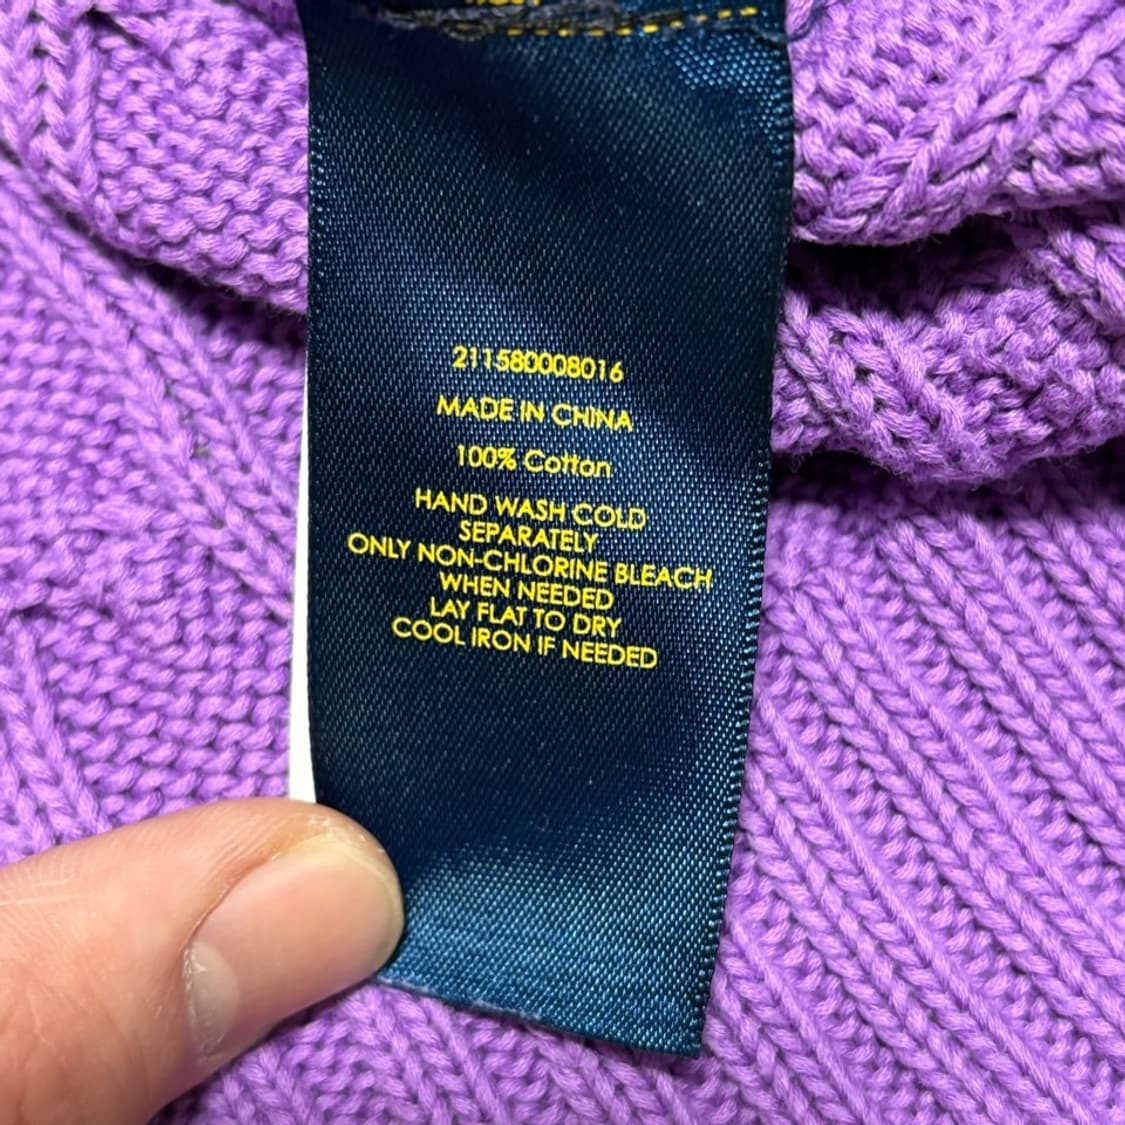 211580008016
MADE IN CHINA
100% Cotton
HAND WASH COLD
SEPARATELY
ONLY NON-CHLORINE BLEACH
WHEN NEEDED
LAY FLAT TO DRY
COOL IRON IF NEEDED